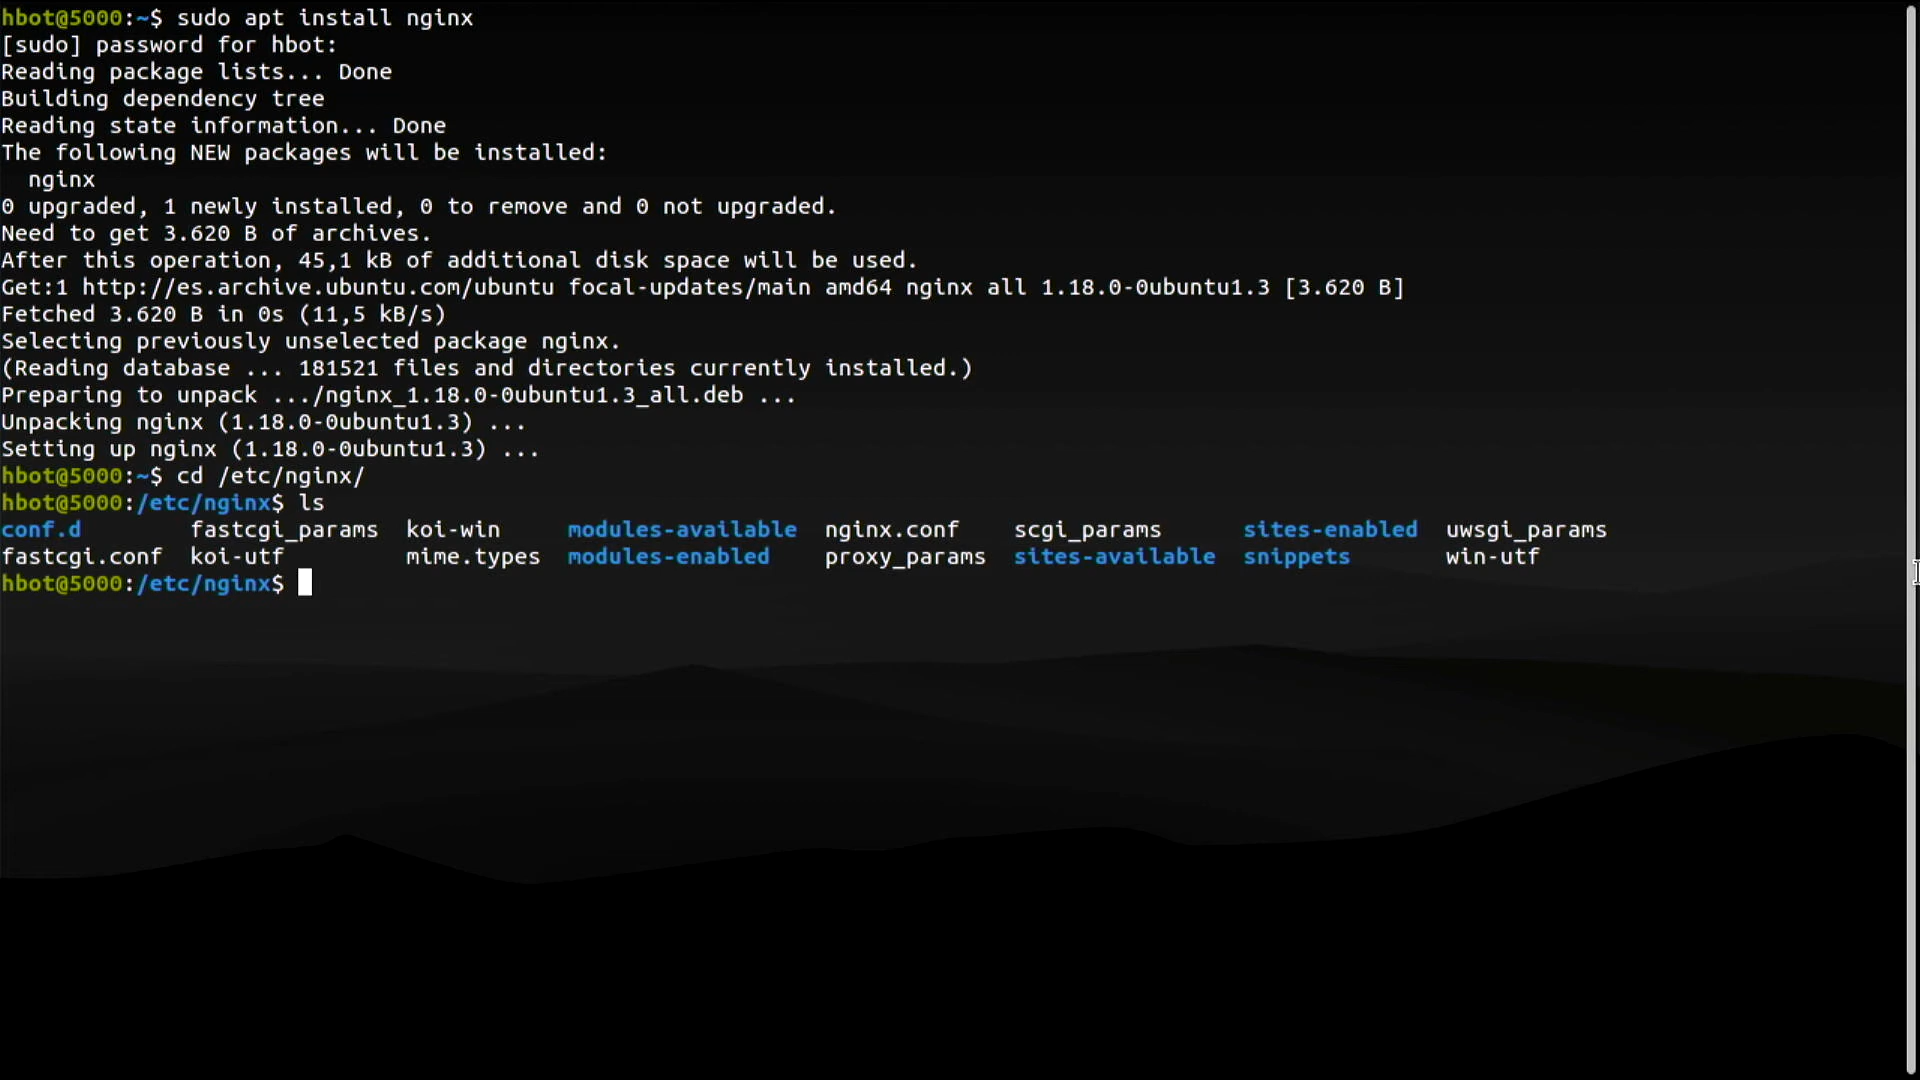 hbot@5000:~$ sudo apt install nginx
[sudo] password for hbot:
Reading package lists... Done
Building dependency tree
Reading state information... Done
The following NEW packages will be installed:
  nginx
0 upgraded, 1 newly installed, 0 to remove and 0 not upgraded.
Need to get 3.620 B of archives.
After this operation, 45,1 kB of additional disk space will be used.
Get:1 http://es.archive.ubuntu.com/ubuntu focal-updates/main amd64 nginx all 1.18.0-0ubuntu1.3 [3.620 B]
Fetched 3.620 B in 0s (11,5 kB/s)
Selecting previously unselected package nginx.
(Reading database ... 181521 files and directories currently installed.)
Preparing to unpack .../nginx_1.18.0-0ubuntu1.3_all.deb ...
Unpacking nginx (1.18.0-0ubuntu1.3) ...
Setting up nginx (1.18.0-0ubuntu1.3) ...
hbot@5000:~$ cd /etc/nginx/
hbot@5000:/etc/nginx$ ls
conf.d        fastcgi_params  koi-win     modules-available  nginx.conf    scgi_params      sites-enabled  uwsgi_params
fastcgi.conf  koi-utf         mime.types  modules-enabled    proxy_params  sites-available  snippets       win-utf
hbot@5000:/etc/nginx$